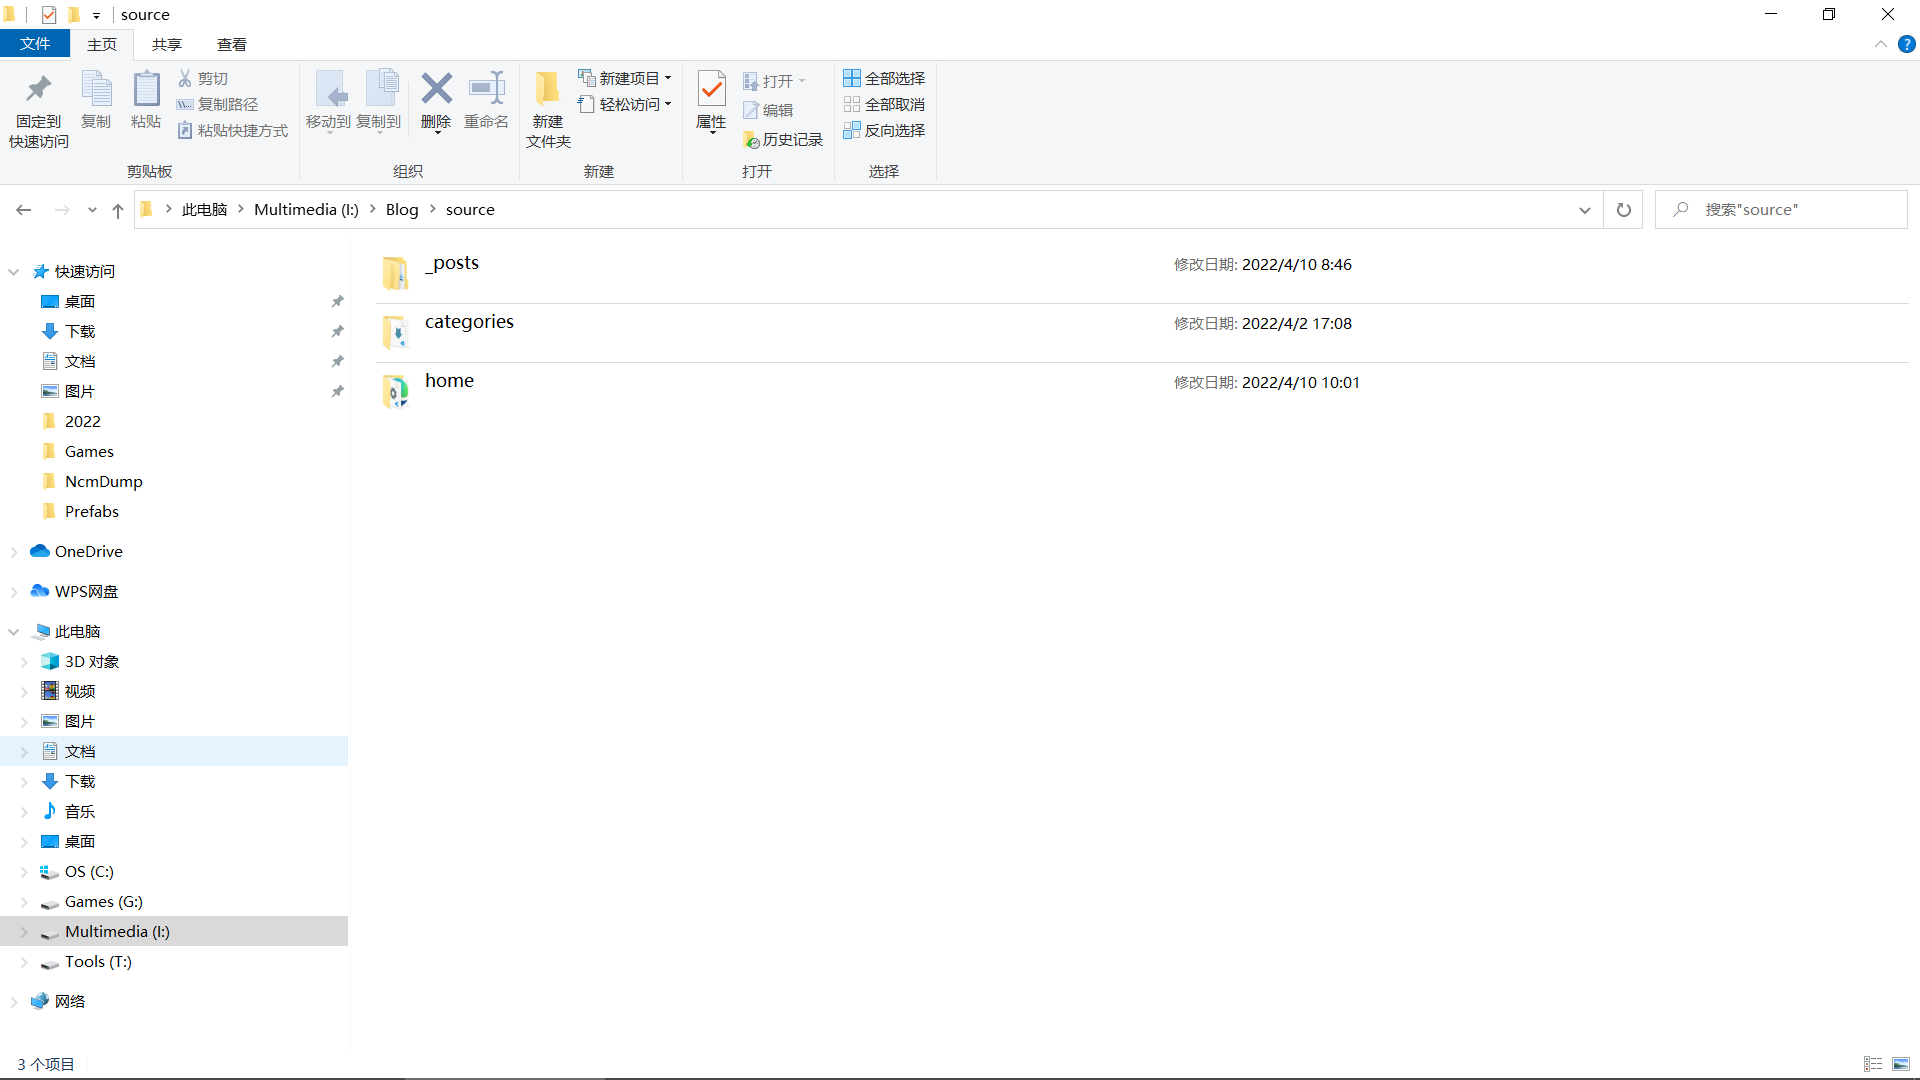 source
文件 主页 共享 查看
固定到
快速访问
复制
粘贴
剪切
复制路径
粘贴快捷方式
剪贴板
移动到
复制到
删除
重命名
组织
新建
文件夹
新建项目
轻松访问
新建
属性
打开
编辑
历史记录
打开
全部选择
全部取消
反向选择
选择
此电脑 Multimedia (I:) Blog source
搜索"source"
快速访问
桌面
下载
文档
图片
2022
Games
NcmDump
Prefabs
OneDrive
WPS网盘
此电脑
3D 对象
视频
图片
文档
下载
音乐
桌面
OS (C:)
Games (G:)
Multimedia (I:)
Tools (T:)
网络
_posts 修改日期: 2022/4/10 8:46
categories 修改日期: 2022/4/2 17:08
home 修改日期: 2022/4/10 10:01
3 个项目